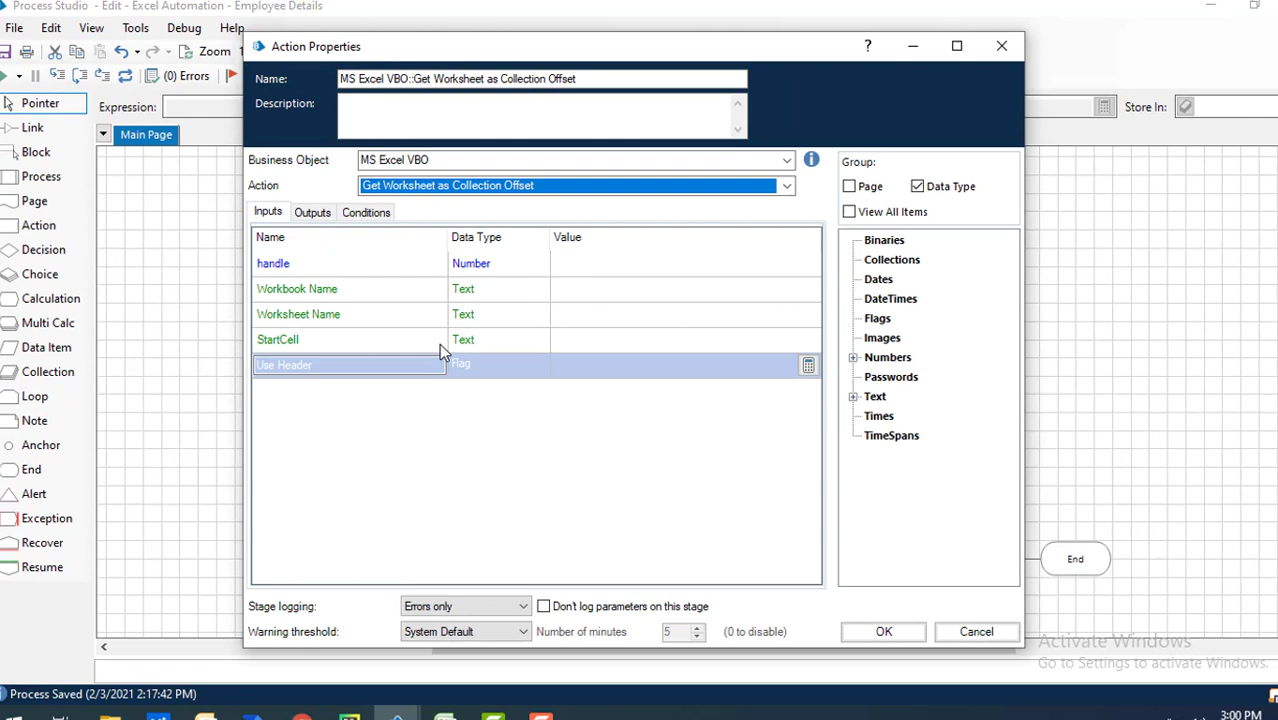 Process Studio - Edit - Excel Automation - Employee Details
File Edit View Tools Debug Help
Zoom
(0) Errors
Pointer
Link
Block
Process
Page
Action
Decision
Choice
Calculation
Multi Calc
Data Item
Collection
Loop
Note
Anchor
End
Alert
Exception
Recover
Resume
Expression:
Store In:
Main Page
Action Properties
Name: MS Excel VBO::Get Worksheet as Collection Offset
Description:
Business Object MS Excel VBO
Action Get Worksheet as Collection Offset
Inputs Outputs Conditions
Name Data Type Value
handle Number
Workbook Name Text
Worksheet Name Text
StartCell Text
Use Header Flag
Group:
Page Data Type
View All Items
Binaries
Collections
Dates
DateTimes
Flags
Images
Numbers
Passwords
Text
Times
TimeSpans
Stage logging: Errors only Don't log parameters on this stage
Warning threshold: System Default Number of minutes 5 (0 to disable)
OK Cancel
End
Activate Windows
Go to Settings to activate Windows.
Process Saved (2/3/2021 2:17:42 PM)
3:00 PM